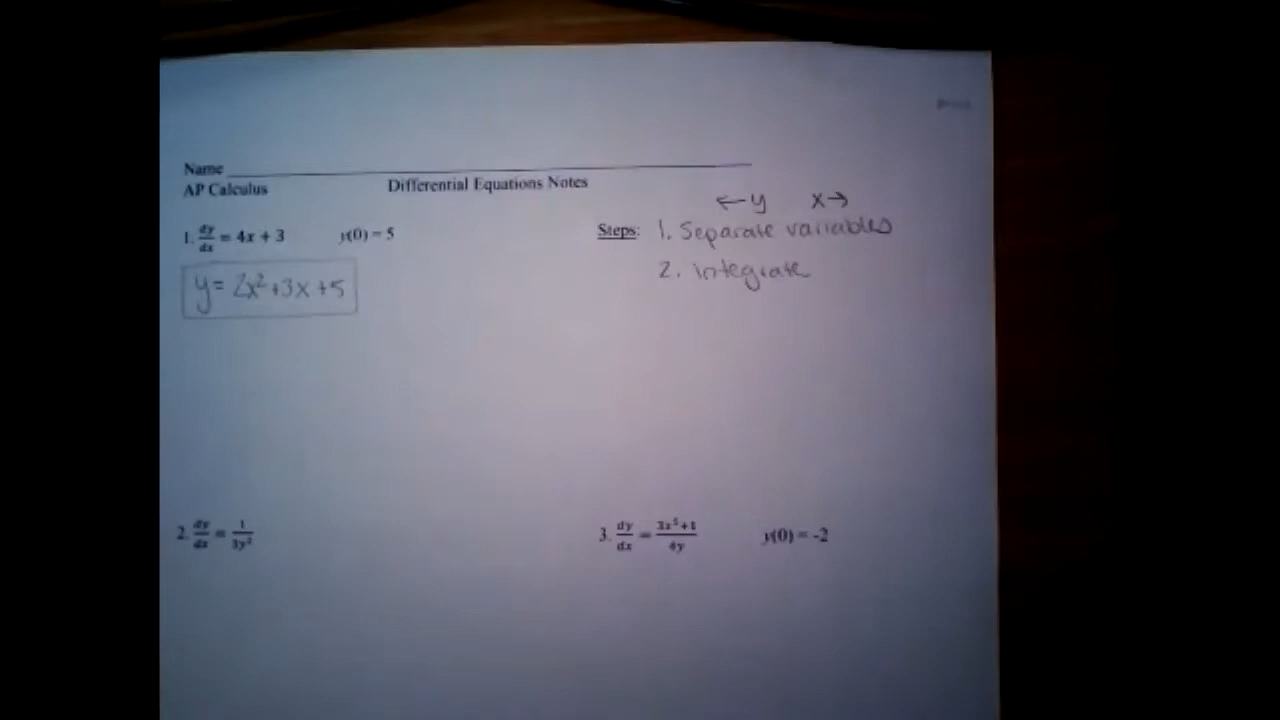 Name
AP Calculus
Differential Equations Notes
1. dy/dx = 4x + 3 y(0) = 5
y = 2x² + 3x + 5
← y x →
Steps: 1. Separate variables
2. integrate
2. dy/dx = 1/3y²
3. dy/dx = 3x⁵+1/4y y(0) = -2